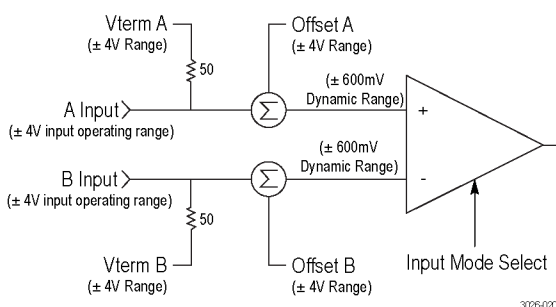 Vterm A
(± 4V Range)
Offset A
(± 4V Range)
50
(± 600mV
Dynamic Range)
A Input
(± 4V input operating range)
Σ
+
(± 600mV
Dynamic Range)
B Input
(± 4V input operating range)
Σ
-
50
Vterm B
(± 4V Range)
Offset B
(± 4V Range)
Input Mode Select